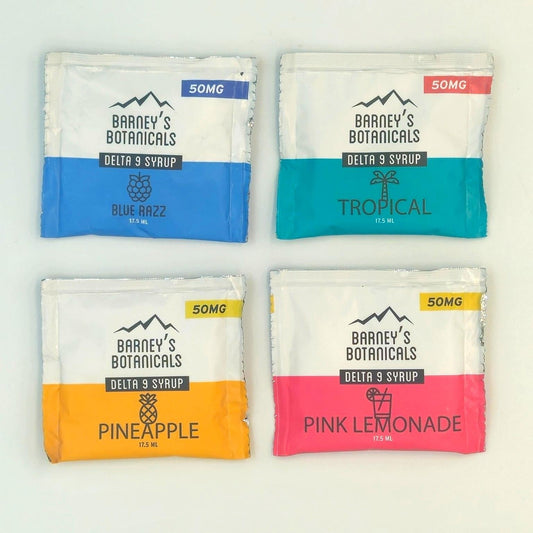 50MG
BARNEY'S
BOTANICALS
DELTA 9 SYRUP
BLUE RAZZ
17.5 ML
50MG
BARNEY'S
BOTANICALS
DELTA 9 SYRUP
TROPICAL
17.5 ML
50MG
BARNEY'S
BOTANICALS
DELTA 9 SYRUP
PINEAPPLE
17.5 ML
50MG
BARNEY'S
BOTANICALS
DELTA 9 SYRUP
PINK LEMONADE
17.5 ML